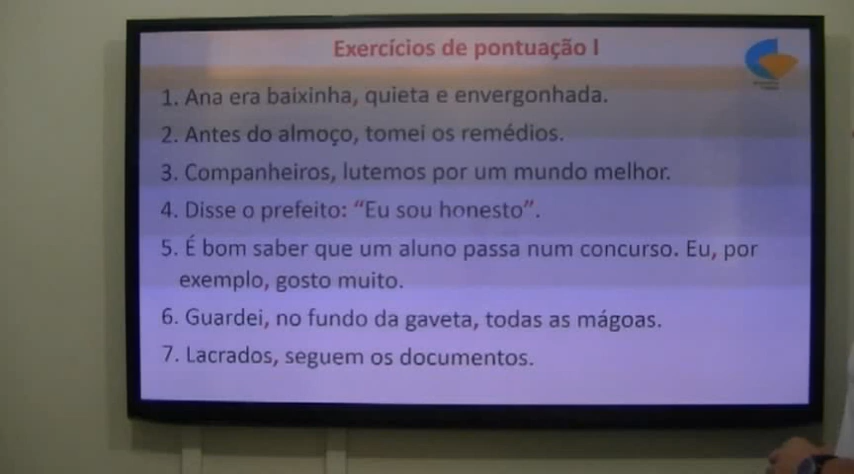 Exercícios de pontuação I
1. Ana era baixinha, quieta e envergonhada.
2. Antes do almoço, tomei os remédios.
3. Companheiros, lutemos por um mundo melhor.
4. Disse o prefeito: “Eu sou honesto”.
5. É bom saber que um aluno passa num concurso. Eu, por
exemplo, gosto muito.
6. Guardei, no fundo da gaveta, todas as mágoas.
7. Lacrados, seguem os documentos.